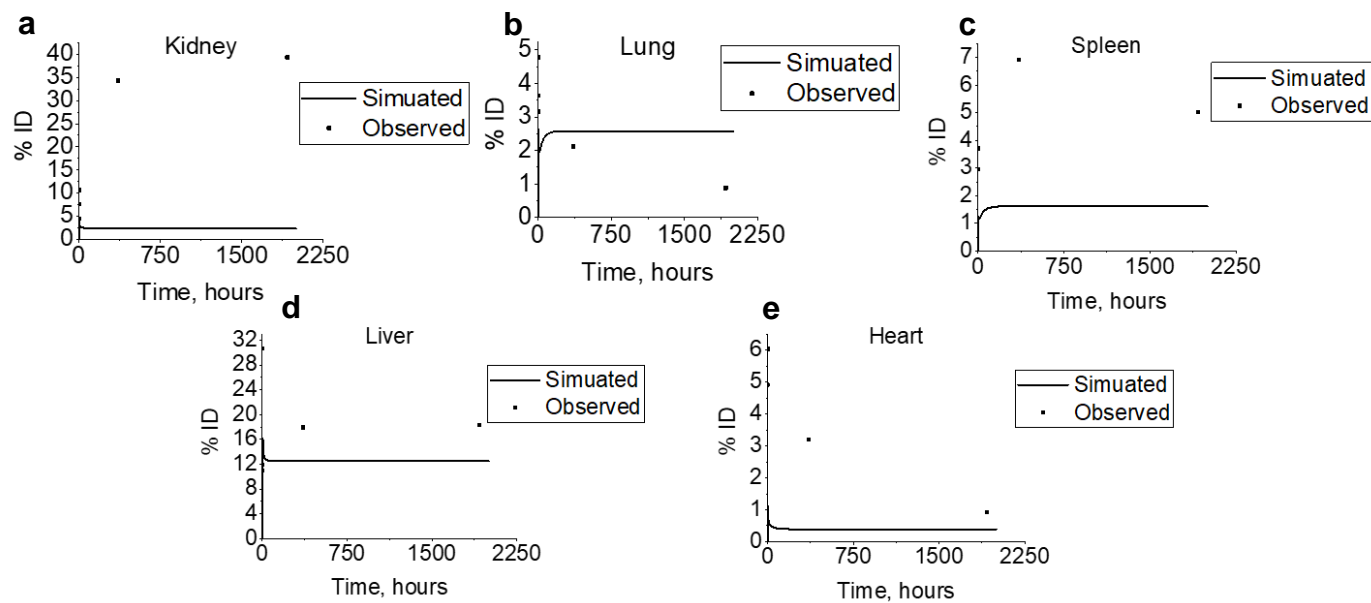 a
Kidney
40
35
30
25
20
15
10
5
0
% ID
Simuated
Observed
0 750 1500 2250
Time, hours
b
Lung
5
4
3
2
1
0
% ID
Simuated
Observed
0 750 1500 2250
Time, hours
c
Spleen
7
6
5
4
3
2
1
0
% ID
Simuated
Observed
0 750 1500 2250
Time, hours
d
Liver
32
28
24
20
16
12
8
4
0
% ID
Simuated
Observed
0 750 1500 2250
Time, hours
e
Heart
6
5
4
3
2
1
0
% ID
Simuated
Observed
0 750 1500 2250
Time, hours